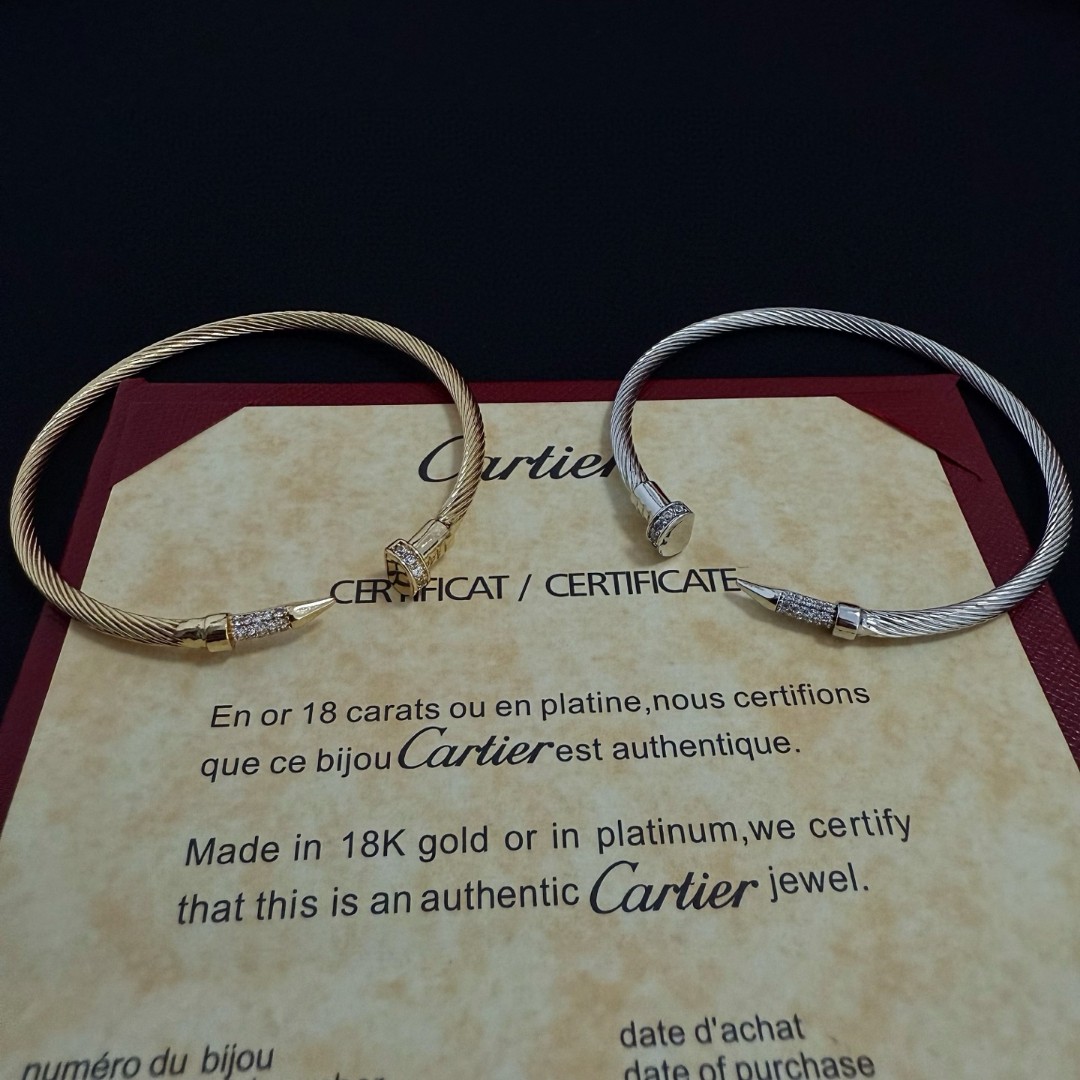 Cartier
CERTIFICAT / CERTIFICATE
En or 18 carats ou en platine,nous certifions
que ce bijou Cartier est authentique.
Made in 18K gold or in platinum,we certify
that this is an authentic Cartier jewel.
date d'achat
numéro du bijou
date of purchase